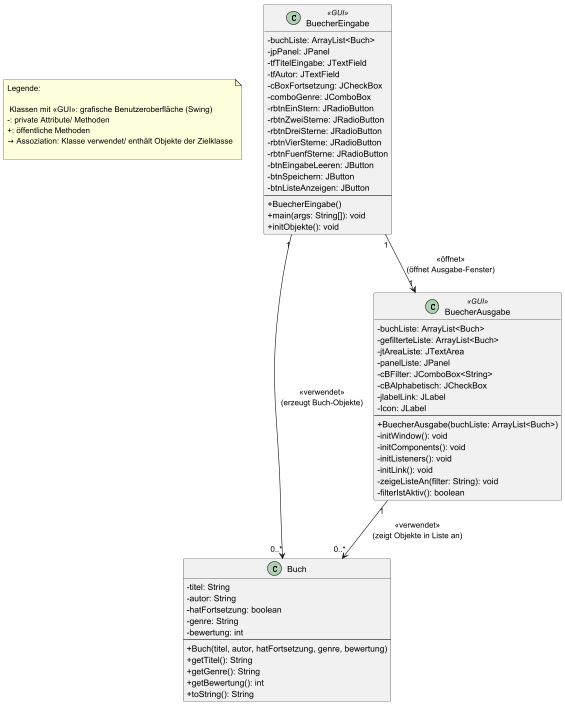 Legende:
Klassen mit «GUI»: grafische Benutzeroberfläche (Swing)
-: private Attribute/ Methoden
+: öffentliche Methoden
→ Assoziation: Klasse verwendet/ enthält Objekte der Zielklasse
C
«GUI»
BuecherEingabe
-buchListe: ArrayList<Buch>
-jpPanel: JPanel
-tfTitelEingabe: JTextField
-tfAutor: JTextField
-cBoxFortsetzung: JCheckBox
-comboGenre: JComboBox
-rbtnEinStern: JRadioButton
-rbtnZweiSterne: JRadioButton
-rbtnDreiSterne: JRadioButton
-rbtnVierSterne: JRadioButton
-rbtnFuenfSterne: JRadioButton
-btnEingabeLeeren: JButton
-btnSpeichern: JButton
-btnListeAnzeigen: JButton
+BuecherEingabe()
+main(args: String[]): void
+initObjekte(): void
1
1
«öffnet»
(öffnet Ausgabe-Fenster)
1
C
«GUI»
BuecherAusgabe
-buchListe: ArrayList<Buch>
-gefilterteListe: ArrayList<Buch>
-jtAreaListe: JTextArea
-panelListe: JPanel
-cBFilter: JComboBox<String>
-cBAlphabetisch: JCheckBox
-jlabelLink: JLabel
-Icon: JLabel
+BuecherAusgabe(buchListe: ArrayList<Buch>)
-initWindow(): void
-initComponents(): void
-initListeners(): void
-initLink(): void
-zeigeListeAn(filter: String): void
-filterIstAktiv(): boolean
«verwendet»
(erzeugt Buch-Objekte)
1
«verwendet»
(zeigt Objekte in Liste an)
0..*
0..*
C
Buch
-titel: String
-autor: String
-hatFortsetzung: boolean
-genre: String
-bewertung: int
+Buch(titel, autor, hatFortsetzung, genre, bewertung)
+getTitel(): String
+getGenre(): String
+getBewertung(): int
+toString(): String